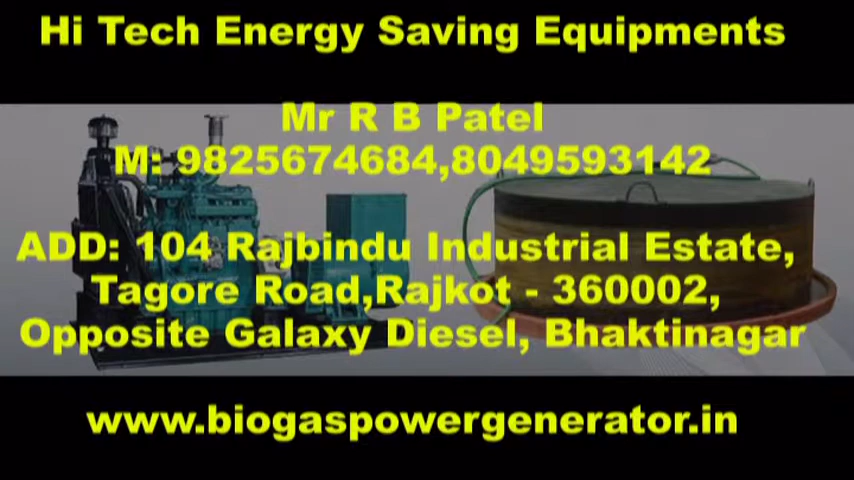 Hi Tech Energy Saving Equipments
Mr R B Patel
M: 9825674684,8049593142
ADD: 104 Rajbindu Industrial Estate,
Tagore Road,Rajkot - 360002,
Opposite Galaxy Diesel, Bhaktinagar
www.biogaspowergenerator.in